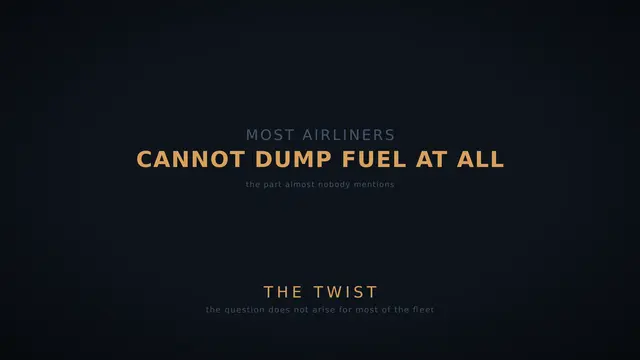 MOST AIRLINERS
CANNOT DUMP FUEL AT ALL
the part almost nobody mentions
THE TWIST
the question does not arise for most of the fleet